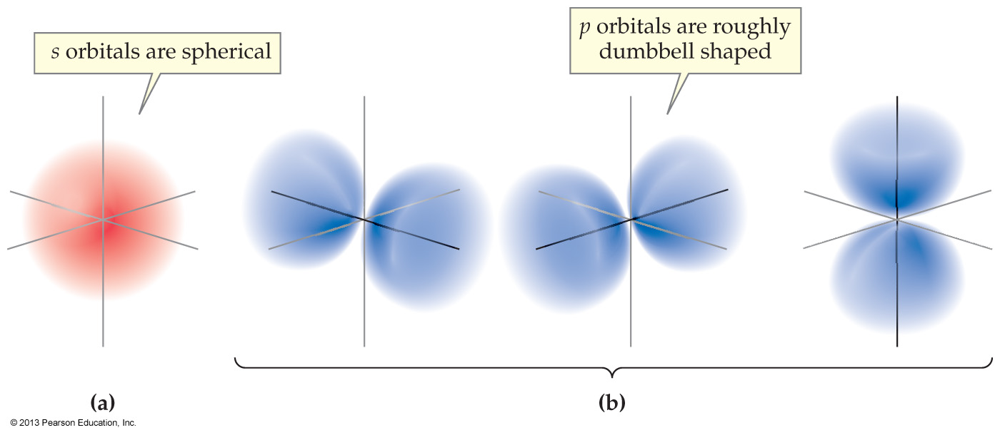 s orbitals are spherical
p orbitals are roughly
dumbbell shaped
(a)
(b)
© 2013 Pearson Education, Inc.